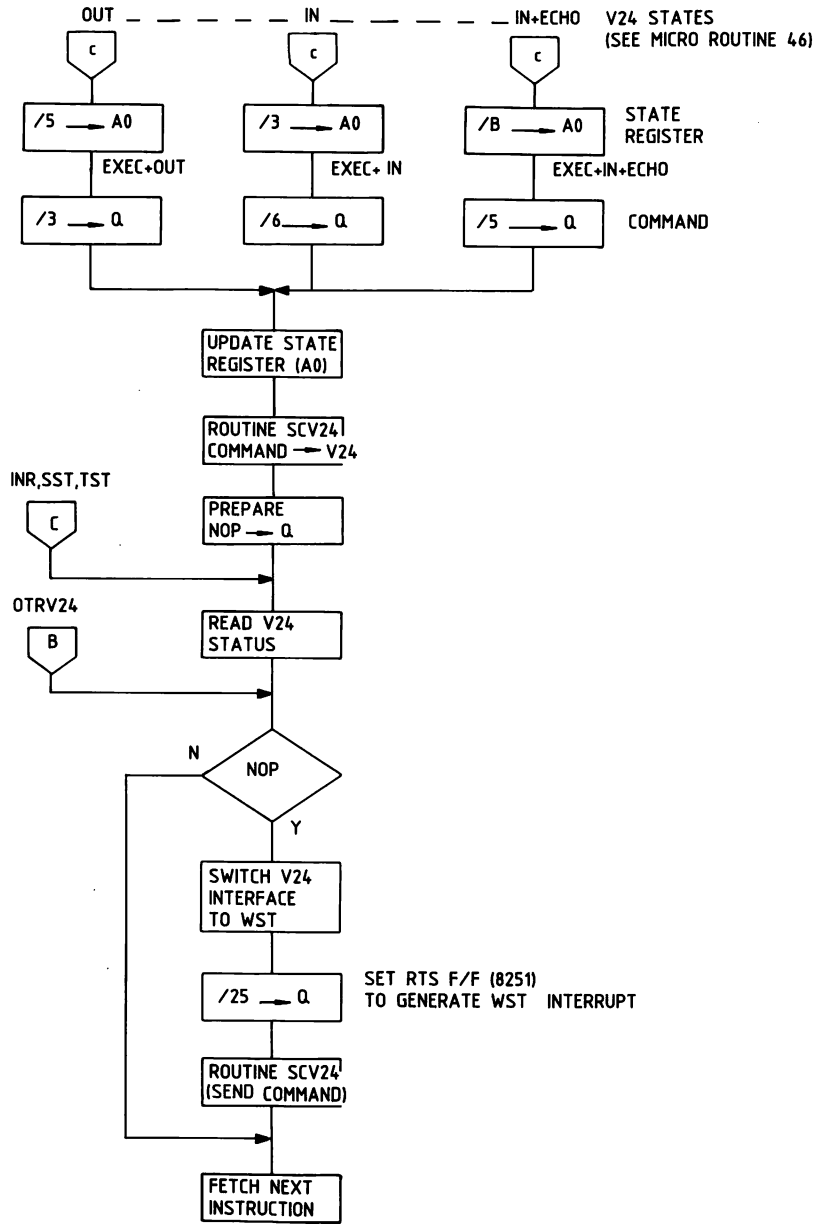 OUT — — — — — IN — — — — — IN+ECHO V24 STATES
(SEE MICRO ROUTINE 46)
c c c
/5 → A0 /3 → A0 /B → A0 STATE
REGISTER
EXEC+OUT EXEC+ IN EXEC+IN+ECHO
/3 → Q /6 → Q /5 → Q COMMAND
UPDATE STATE
REGISTER (A0)
ROUTINE SCV24
COMMAND → V24
INR,SST,TST
C
PREPARE
NOP → Q
OTRV24
B
READ V24
STATUS
N
NOP
Y
SWITCH V24
INTERFACE
TO WST
/25 → Q
SET RTS F/F (8251)
TO GENERATE WST INTERRUPT
ROUTINE SCV24
(SEND COMMAND)
FETCH NEXT
INSTRUCTION